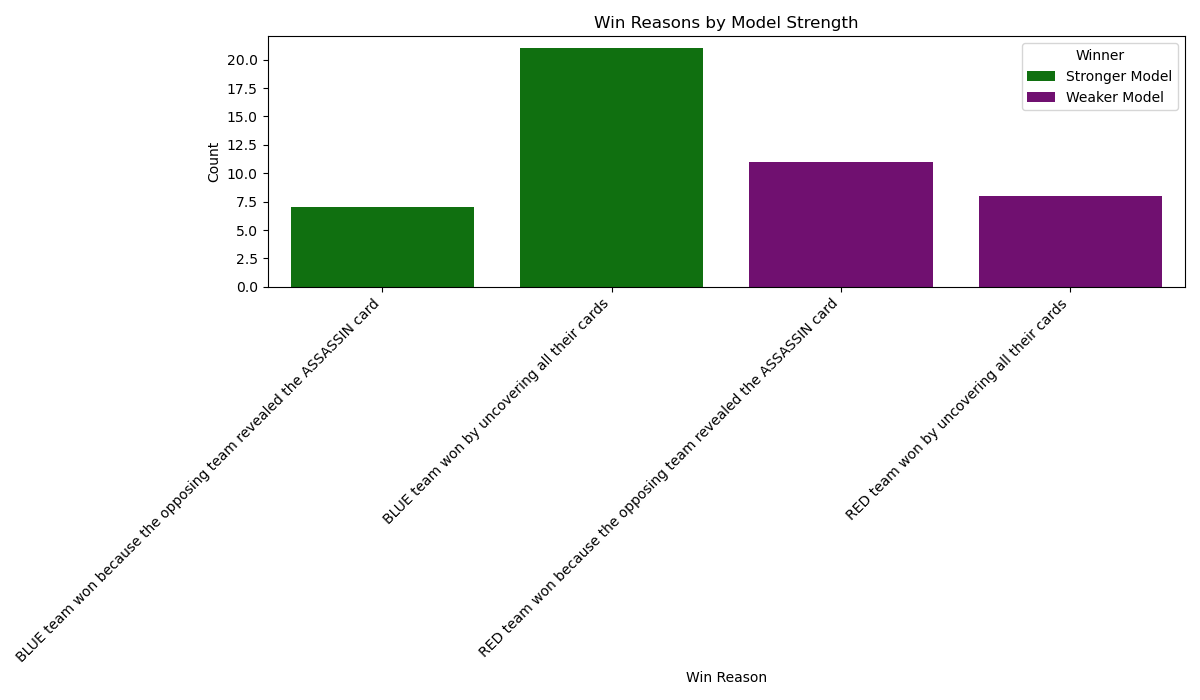 Win Reasons by Model Strength
Winner
Stronger Model
Weaker Model
Count
20.0
17.5
15.0
12.5
10.0
7.5
5.0
2.5
0.0
BLUE team won because the opposing team revealed the ASSASSIN card
BLUE team won by uncovering all their cards
RED team won because the opposing team revealed the ASSASSIN card
RED team won by uncovering all their cards
Win Reason